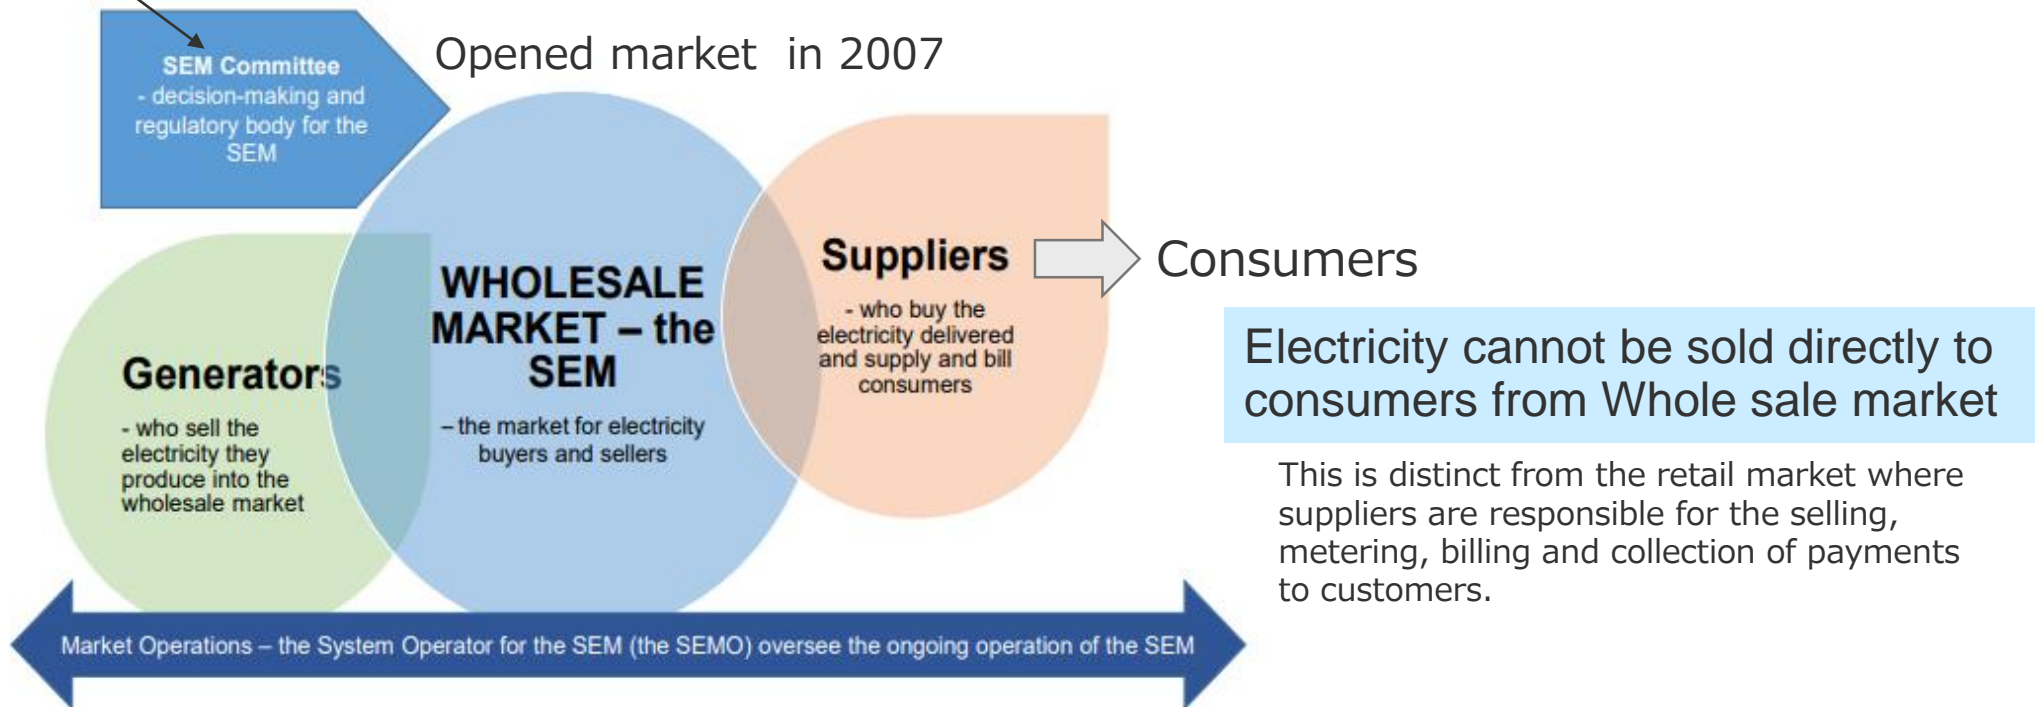 SEM Committee
- decision-making and
regulatory body for the
SEM
Opened market in 2007
Generators
- who sell the
electricity they
produce into the
wholesale market
WHOLESALE
MARKET – the
SEM
– the market for electricity
buyers and sellers
Suppliers
- who buy the
electricity delivered
and supply and bill
consumers
Consumers
Electricity cannot be sold directly to
consumers from Whole sale market
This is distinct from the retail market where
suppliers are responsible for the selling,
metering, billing and collection of payments
to customers.
Market Operations – the System Operator for the SEM (the SEMO) oversee the ongoing operation of the SEM